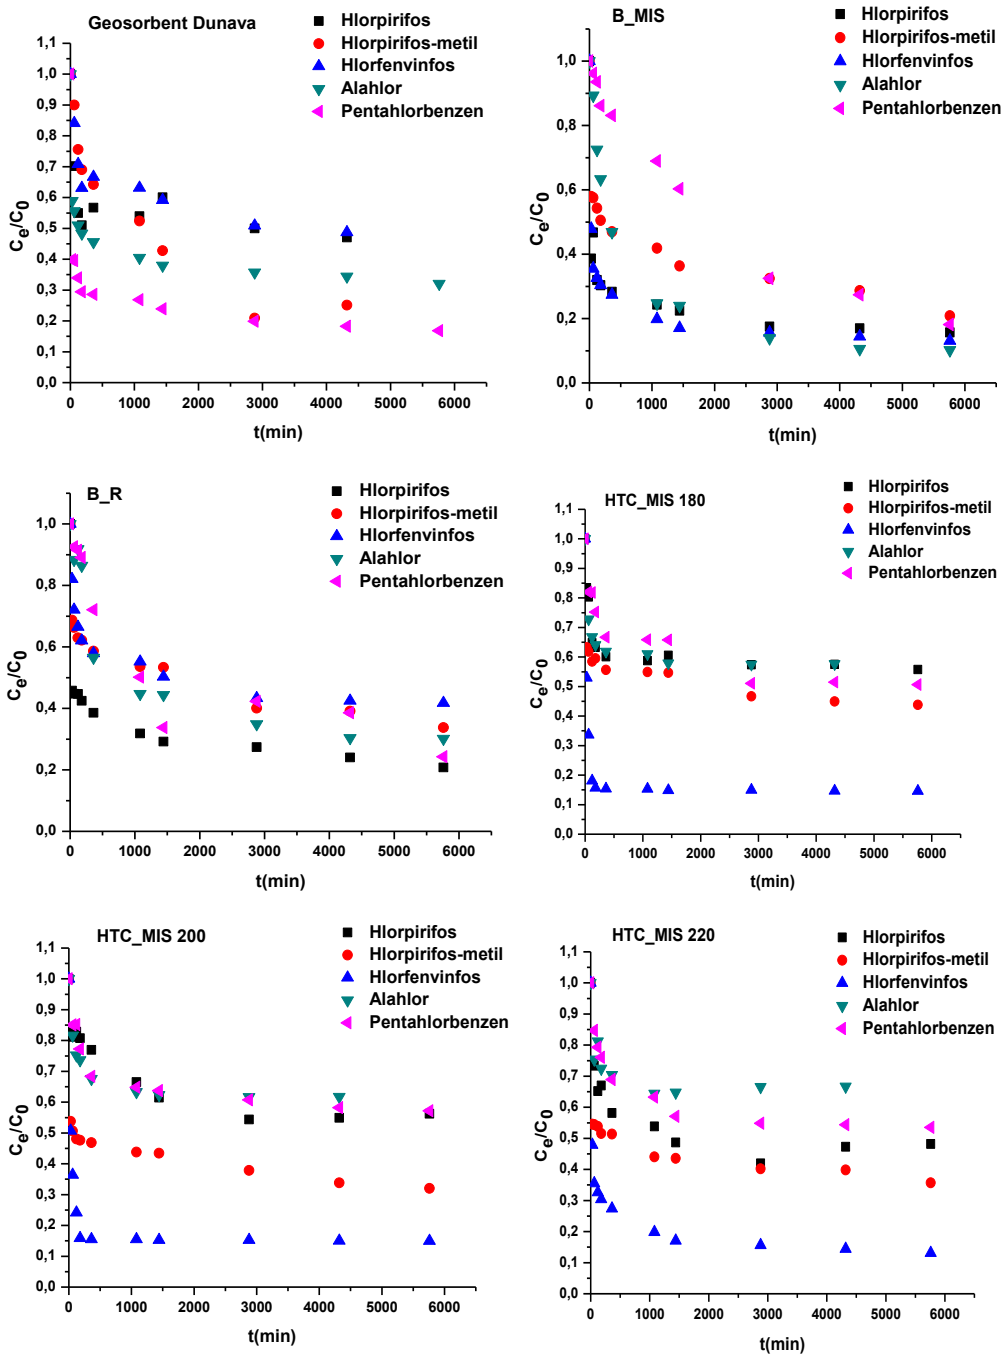 Geosorbent Dunava
Hlorpirifos
Hlorpirifos-metil
Hlorfenvinfos
Alahlor
Pentahlorbenzen
1,1
1,0
0,9
0,8
0,7
0,6
0,5
0,4
0,3
0,2
0,1
0,0
Ce/C0
0 1000 2000 3000 4000 5000 6000
t(min)
B_MIS
Hlorpirifos
Hlorpirifos-metil
Hlorfenvinfos
Alahlor
Pentahlorbenzen
1,0
0,8
0,6
0,4
0,2
0,0
Ce/C0
0 1000 2000 3000 4000 5000 6000
t(min)
B_R
Hlorpirifos
Hlorpirifos-metil
Hlorfenvinfos
Alahlor
Pentahlorbenzen
1,0
0,8
0,6
0,4
0,2
0,0
Ce/C0
0 1000 2000 3000 4000 5000 6000
t(min)
HTC_MIS 180
Hlorpirifos
Hlorpirifos-metil
Hlorfenvinfos
Alahlor
Pentahlorbenzen
1,1
1,0
0,9
0,8
0,7
0,6
0,5
0,4
0,3
0,2
0,1
0,0
Ce/C0
0 1000 2000 3000 4000 5000 6000
t(min)
HTC_MIS 200
Hlorpirifos
Hlorpirifos-metil
Hlorfenvinfos
Alahlor
Pentahlorbenzen
1,1
1,0
0,9
0,8
0,7
0,6
0,5
0,4
0,3
0,2
0,1
0,0
Ce/C0
0 1000 2000 3000 4000 5000 6000
t(min)
HTC_MIS 220
Hlorpirifos
Hlorpirifos-metil
Hlorfenvinfos
Alahlor
Pentahlorbenzen
1,1
1,0
0,9
0,8
0,7
0,6
0,5
0,4
0,3
0,2
0,1
0,0
Ce/C0
0 1000 2000 3000 4000 5000 6000
t(min)